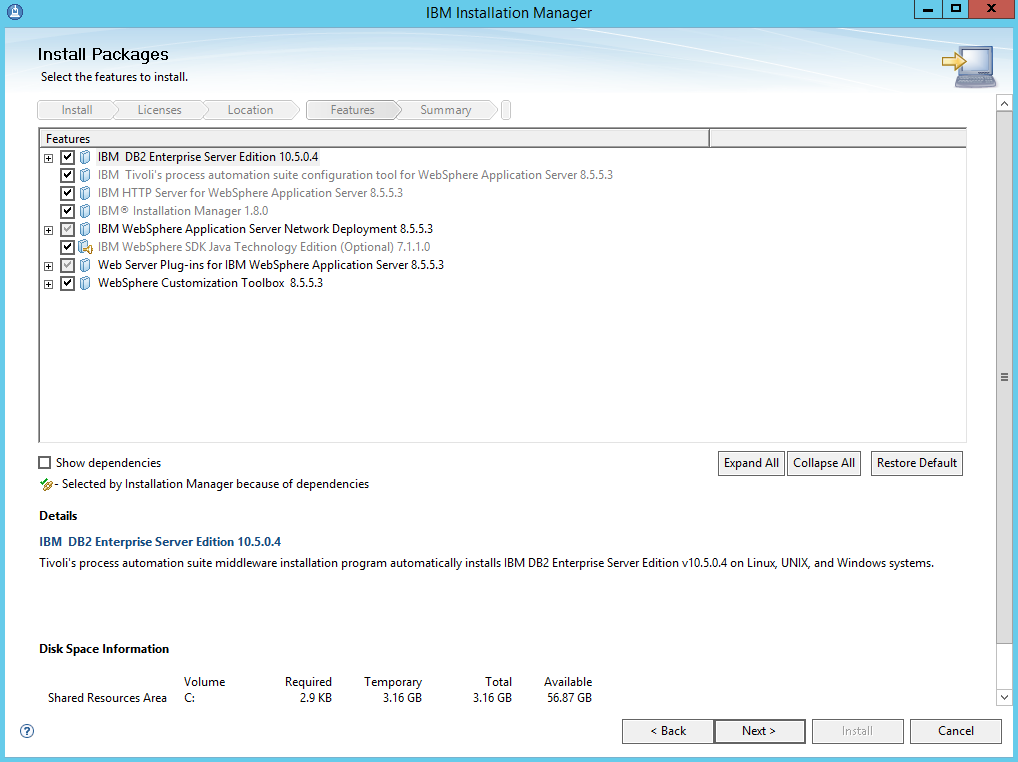 IBM Installation Manager
Install Packages
Select the features to install.
Install Licenses Location Features Summary
Features
IBM  DB2 Enterprise Server Edition 10.5.0.4
IBM  Tivoli's process automation suite configuration tool for WebSphere Application Server 8.5.5.3
IBM HTTP Server for WebSphere Application Server 8.5.5.3
IBM® Installation Manager 1.8.0
IBM WebSphere Application Server Network Deployment 8.5.5.3
IBM WebSphere SDK Java Technology Edition (Optional) 7.1.1.0
Web Server Plug-ins for IBM WebSphere Application Server 8.5.5.3
WebSphere Customization Toolbox  8.5.5.3
Show dependencies Expand All Collapse All Restore Default
- Selected by Installation Manager because of dependencies
Details
IBM  DB2 Enterprise Server Edition 10.5.0.4
Tivoli's process automation suite middleware installation program automatically installs IBM DB2 Enterprise Server Edition v10.5.0.4 on Linux, UNIX, and Windows systems.
Disk Space Information
Volume Required Temporary Total Available
Shared Resources Area C: 2.9 KB 3.16 GB 3.16 GB 56.87 GB
? < Back Next > Install Cancel